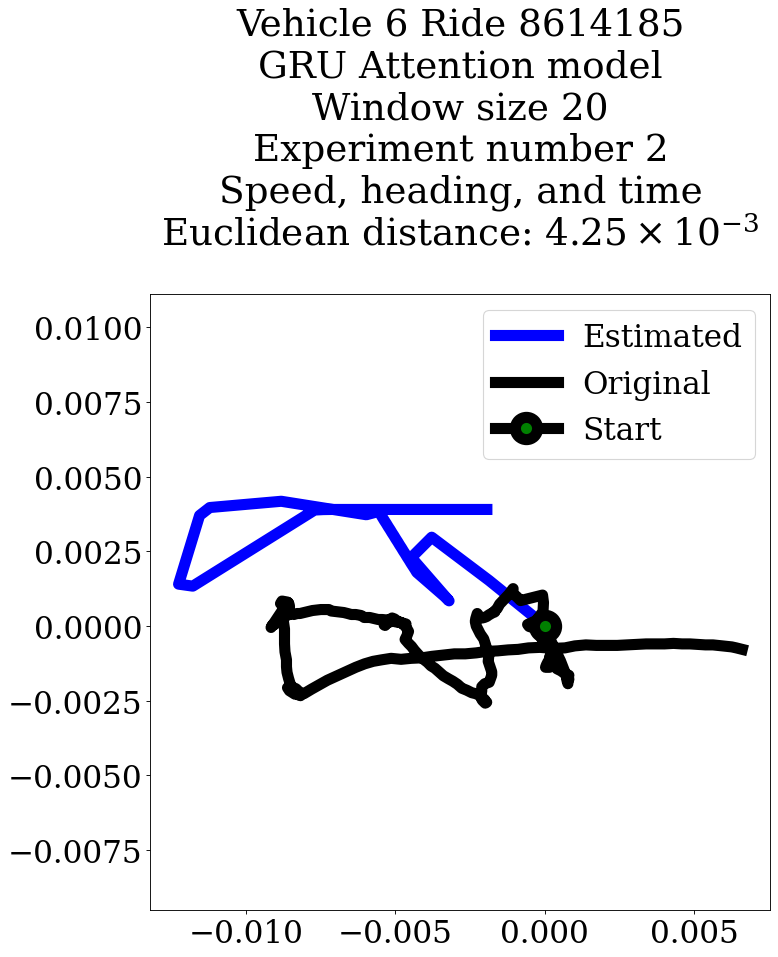 Vehicle 6 Ride 8614185
GRU Attention model
Window size 20
Experiment number 2
Speed, heading, and time
Euclidean distance: 4.25 × 10⁻³
Estimated
Original
Start
0.0100
0.0075
0.0050
0.0025
0.0000
−0.0025
−0.0050
−0.0075
−0.010 −0.005 0.000 0.005